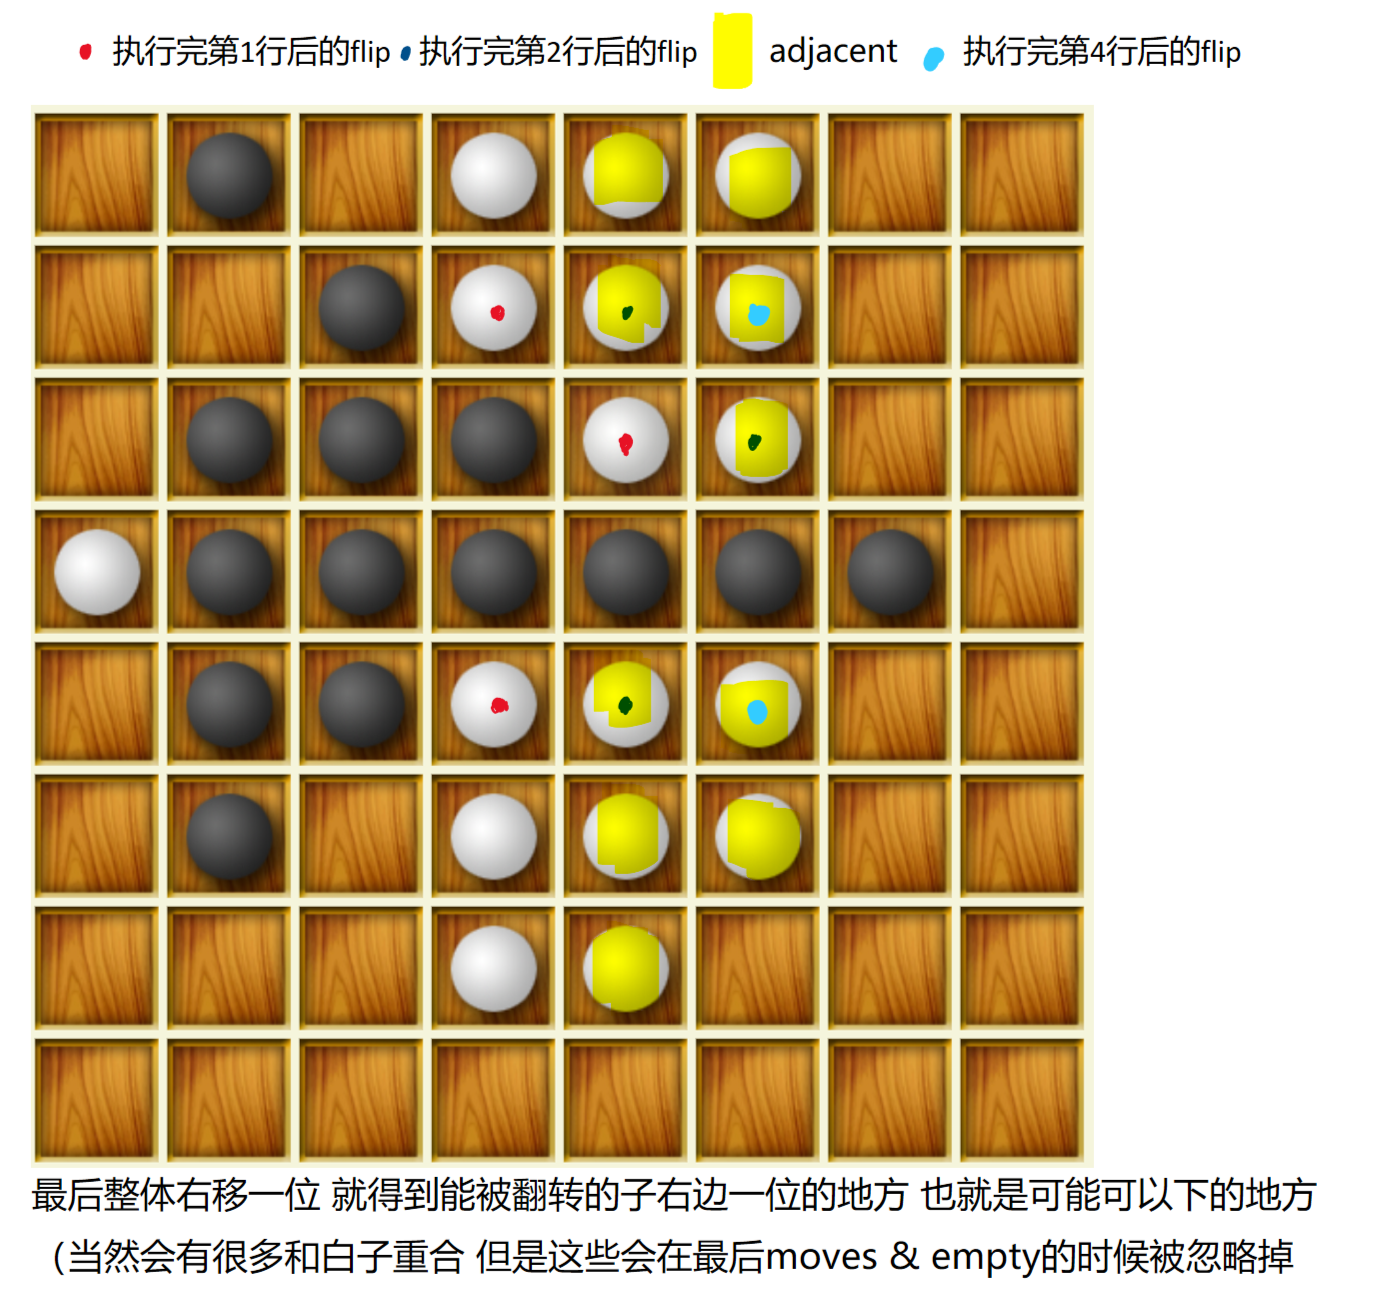 执行完第1行后的flip 执行完第2行后的flip adjacent 执行完第4行后的flip
最后整体右移一位 就得到能被翻转的子右边一位的地方 也就是可能可以下的地方
（当然会有很多和白子重合 但是这些会在最后moves & empty的时候被忽略掉